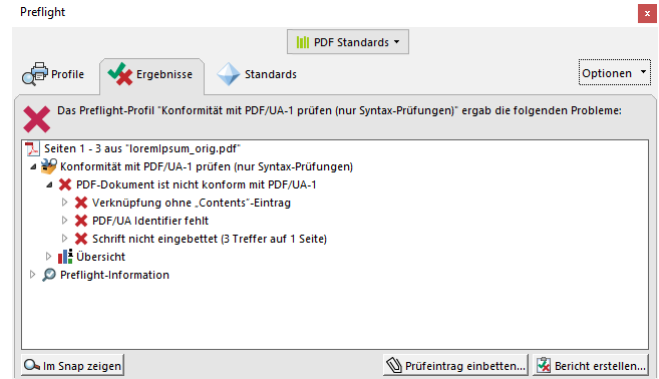 Preflight
x
PDF Standards
Profile
Ergebnisse
Standards
Optionen
Das Preflight-Profil "Konformität mit PDF/UA-1 prüfen (nur Syntax-Prüfungen)" ergab die folgenden Probleme:
Seiten 1 - 3 aus "loremIpsum_orig.pdf"
Konformität mit PDF/UA-1 prüfen (nur Syntax-Prüfungen)
PDF-Dokument ist nicht konform mit PDF/UA-1
Verknüpfung ohne „Contents“-Eintrag
PDF/UA Identifier fehlt
Schrift nicht eingebettet (3 Treffer auf 1 Seite)
Übersicht
Preflight-Information
Im Snap zeigen
Prüfeintrag einbetten...
Bericht erstellen...